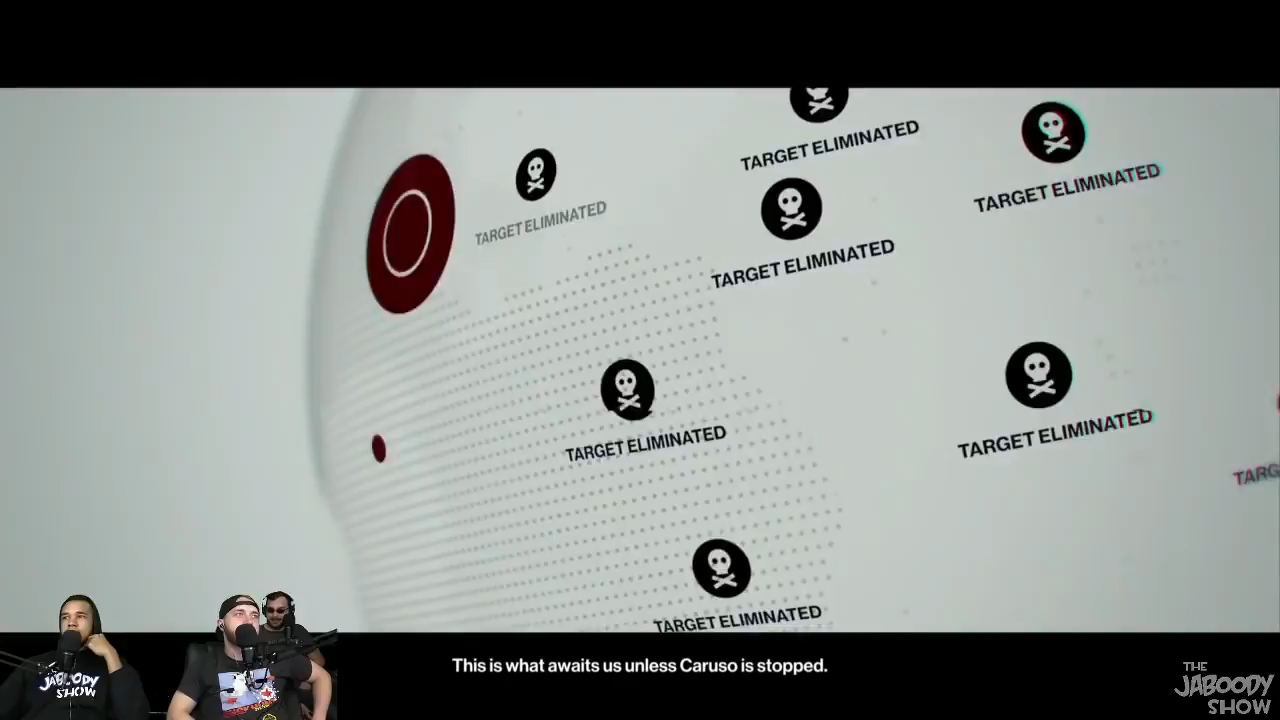 TARGET ELIMINATED
TARGET ELIMINATED
TARGET ELIMINATED
TARGET ELIMINATED
TARGET ELIMINATED
TARGET ELIMINATED
TARG
TARGET ELIMINATED
This is what awaits us unless Caruso is stopped.
JABOODY
SHOW
THE
JABOODY
SHOW